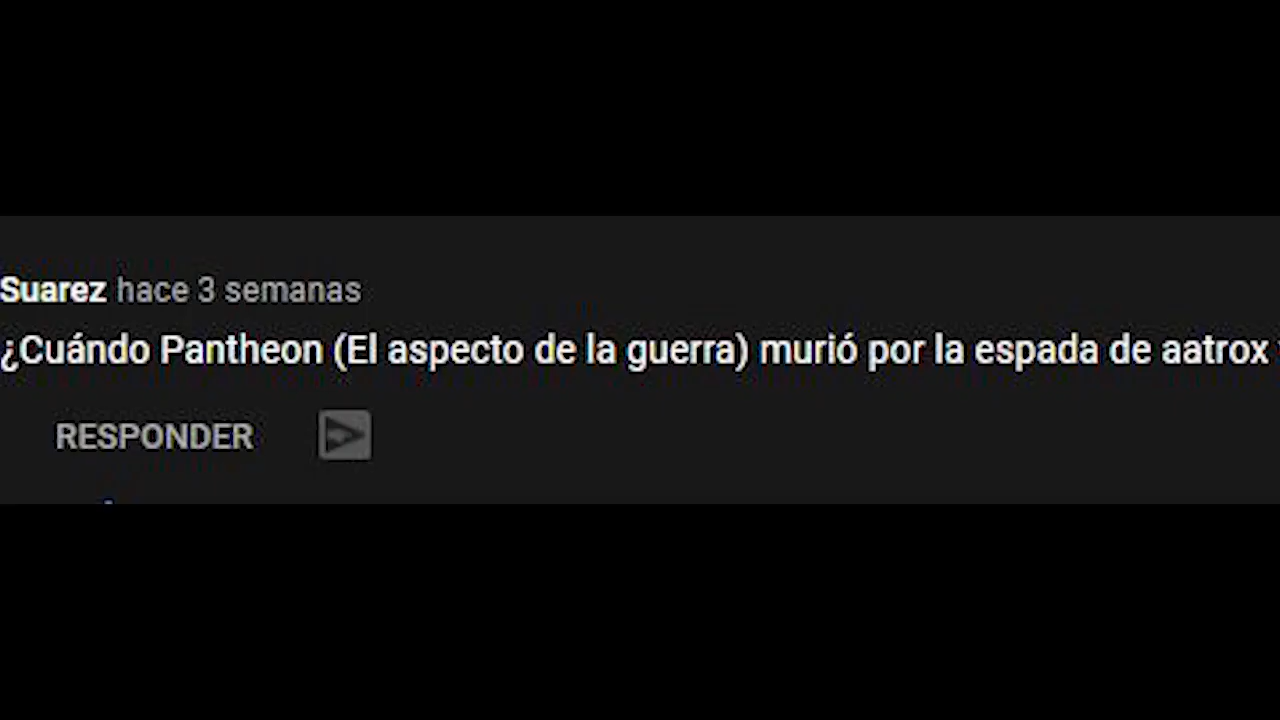 Suarez hace 3 semanas
¿Cuándo Pantheon (El aspecto de la guerra) murió por la espada de aatrox
RESPONDER